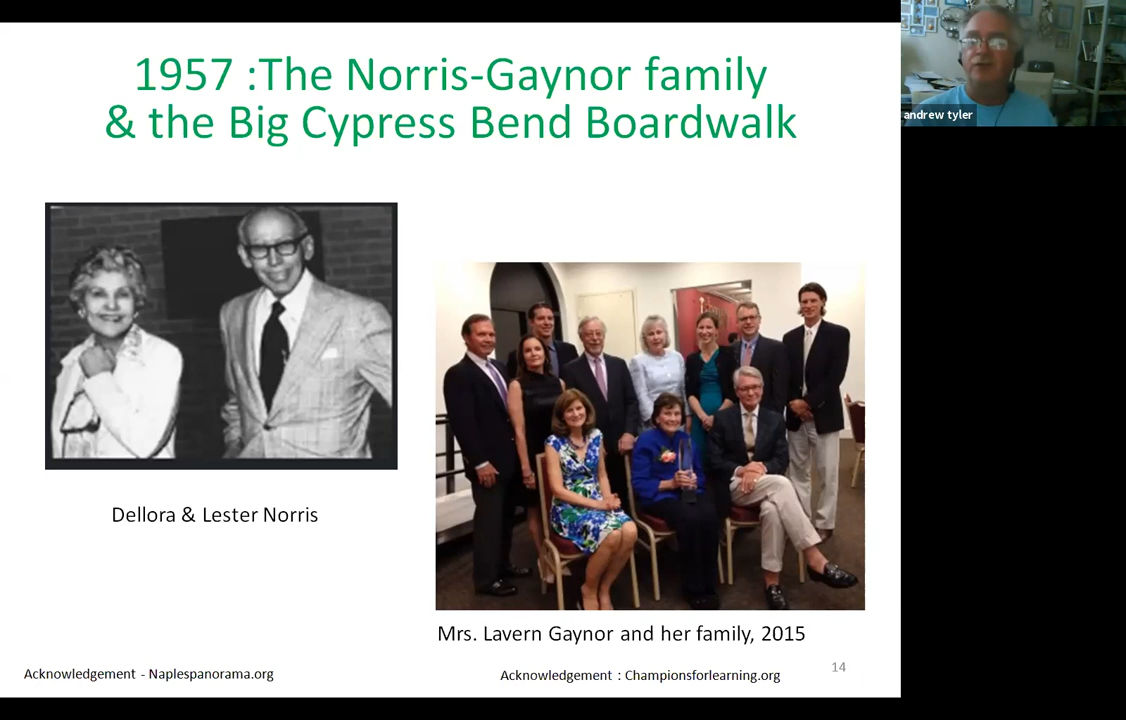 1957 :The Norris-Gaynor family
& the Big Cypress Bend Boardwalk
andrew tyler
Dellora & Lester Norris
Mrs. Lavern Gaynor and her family, 2015
Acknowledgement - Naplespanorama.org
Acknowledgement : Championsforlearning.org
14